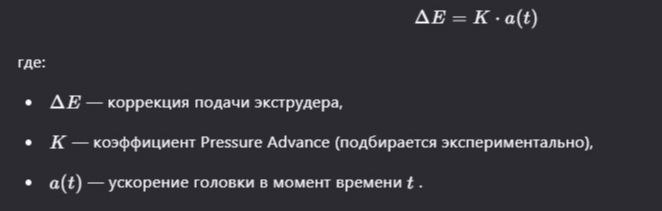 ΔE = K · a(t)
где:
• ΔE — коррекция подачи экструдера,
• K — коэффициент Pressure Advance (подбирается экспериментально),
• a(t) — ускорение головки в момент времени t .